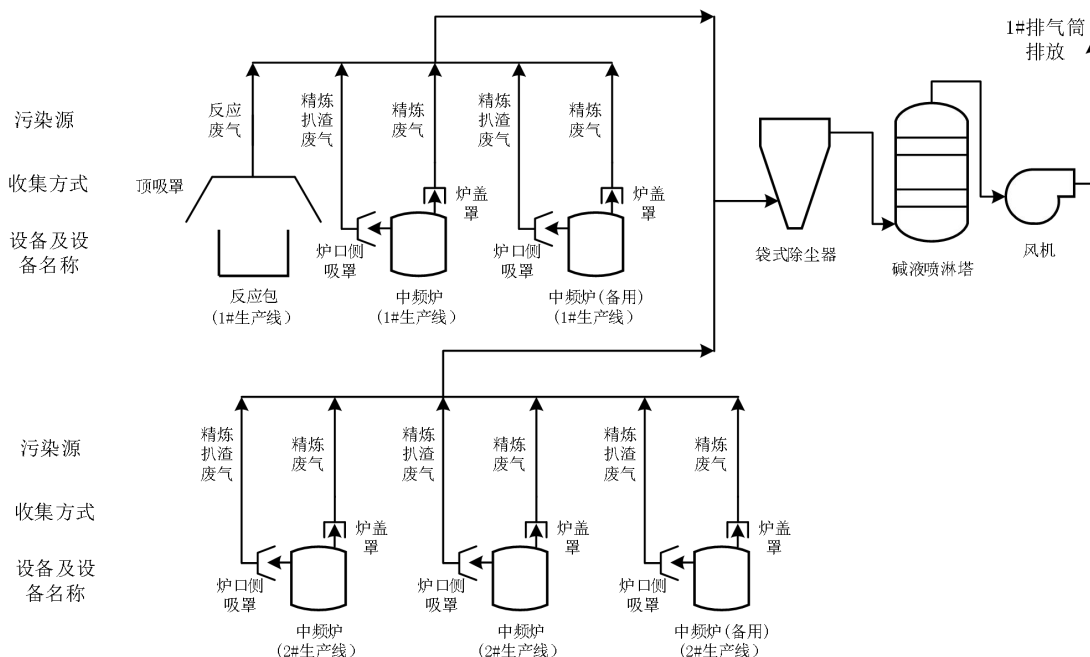 1#排气筒
排放
污染源
反应
废气
精炼
扒渣
废气
精炼
废气
精炼
扒渣
废气
精炼
废气
收集方式
顶吸罩
炉盖
罩
炉盖
罩
设备及设
备名称
炉口侧
吸罩
炉口侧
吸罩
袋式除尘器
碱液喷淋塔
风机
反应包
(1#生产线)
中频炉
(1#生产线)
中频炉(备用)
(1#生产线)
污染源
精炼
扒渣
废气
精炼
废气
精炼
扒渣
废气
精炼
废气
精炼
扒渣
废气
精炼
废气
收集方式
炉盖
罩
炉盖
罩
炉盖
罩
设备及设
备名称
炉口侧
吸罩
炉口侧
吸罩
炉口侧
吸罩
中频炉
(2#生产线)
中频炉
(2#生产线)
中频炉(备用)
(2#生产线)